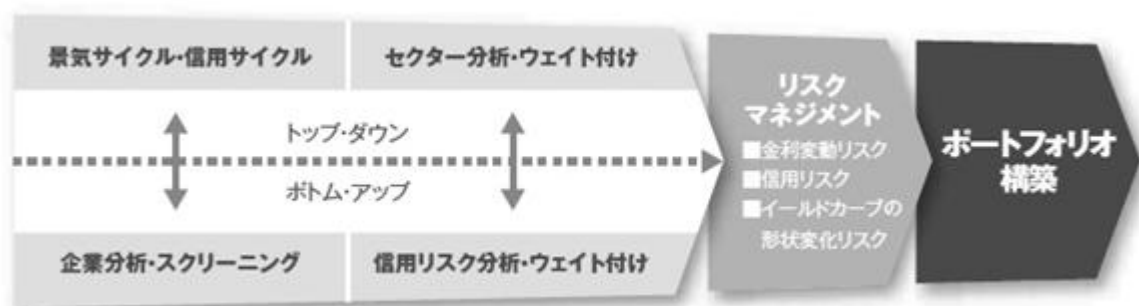 景気サイクル・信用サイクル
セクター分析・ウェイト付け
トップ・ダウン
ボトム・アップ
企業分析・スクリーニング
信用リスク分析・ウェイト付け
リスク
マネジメント
■金利変動リスク
■信用リスク
■イールドカーブの
形状変化リスク
ポートフォリオ
構築